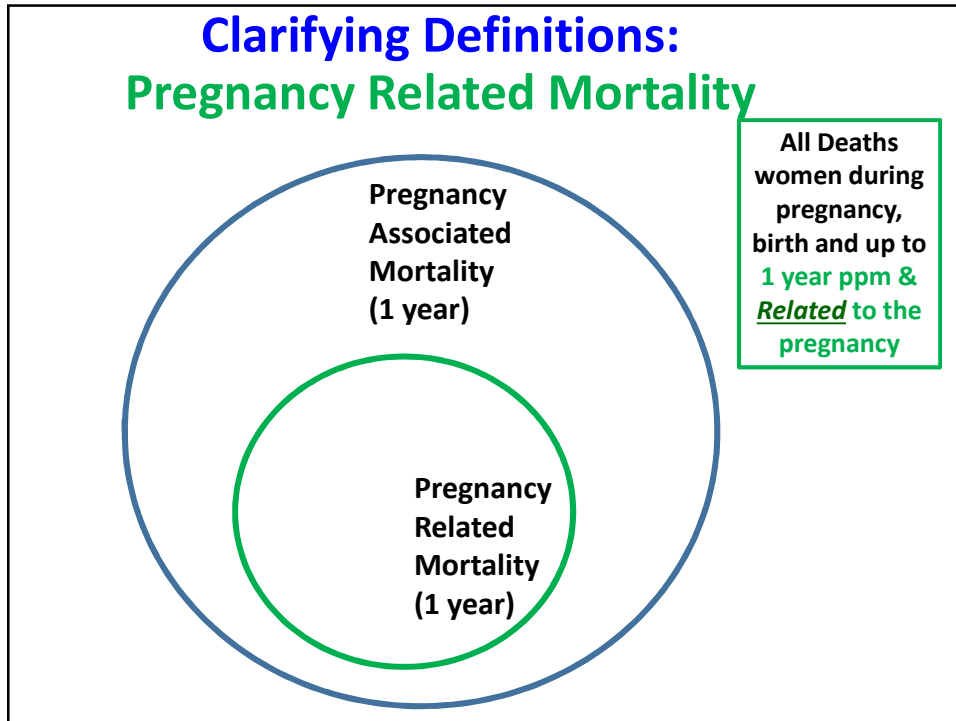 Clarifying Definitions:
Pregnancy Related Mortality
All Deaths
women during
pregnancy,
birth and up to
1 year ppm &
Related to the
pregnancy
Pregnancy
Associated
Mortality
(1 year)
Pregnancy
Related
Mortality
(1 year)